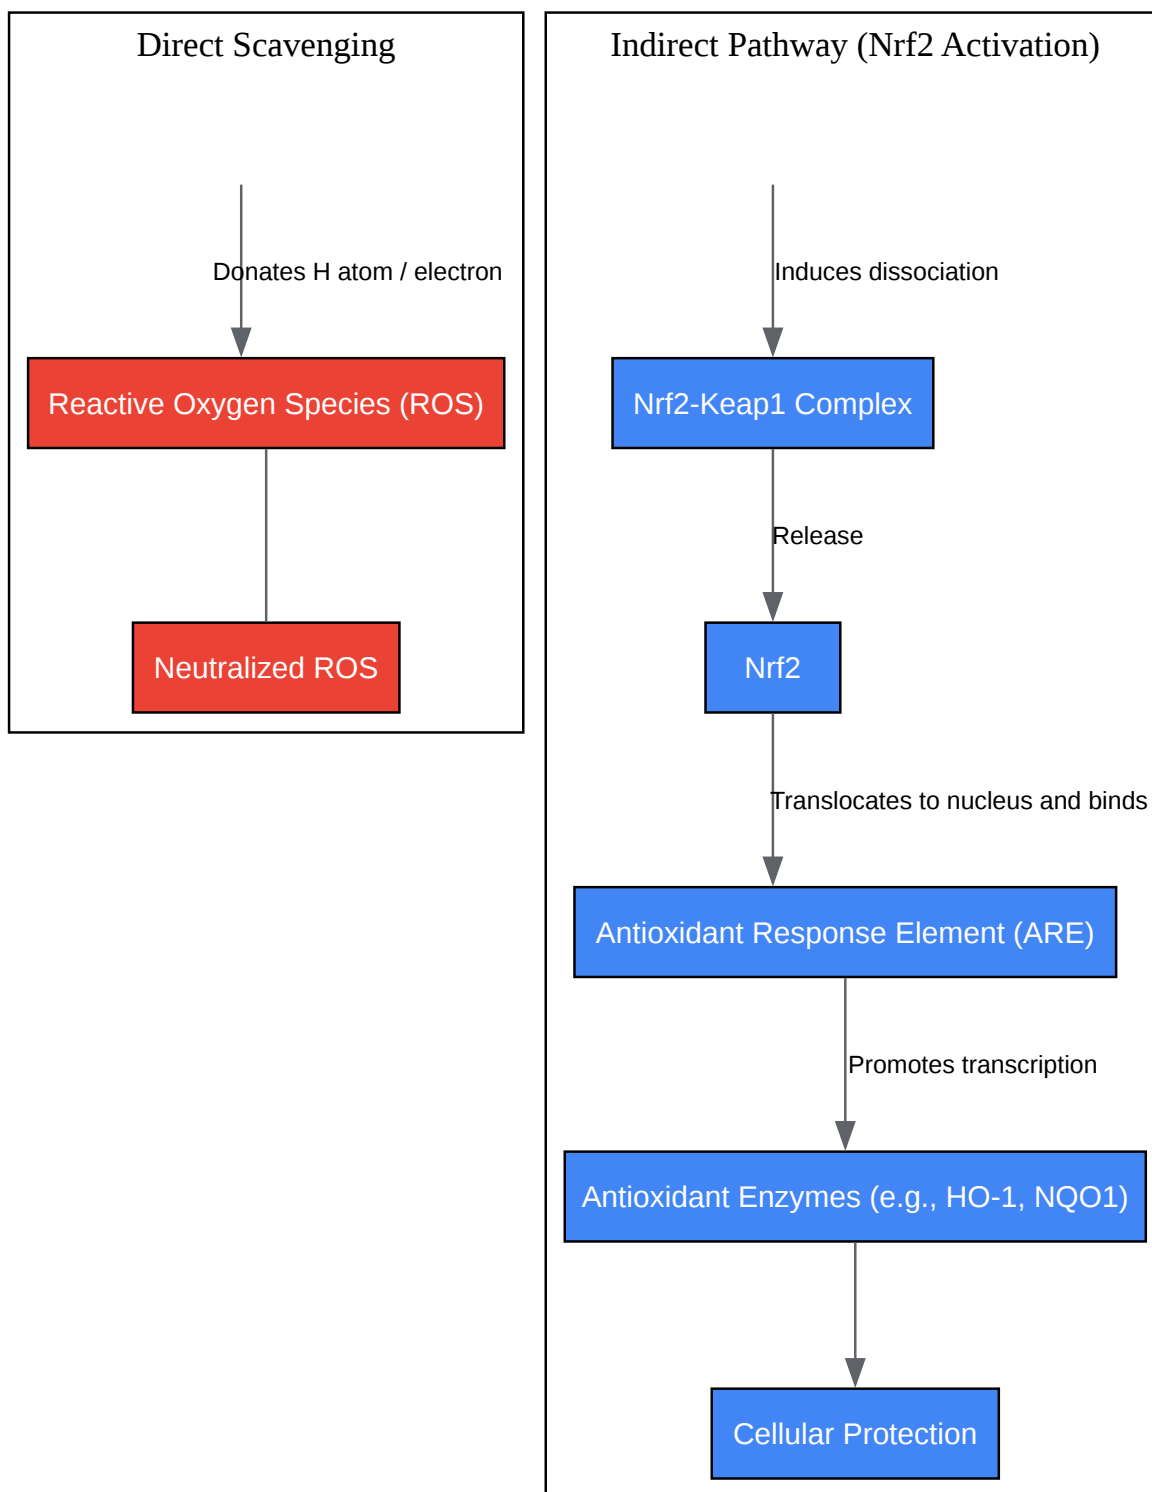 Direct Scavenging
Donates H atom / electron
Reactive Oxygen Species (ROS)
Neutralized ROS
Indirect Pathway (Nrf2 Activation)
Induces dissociation
Nrf2-Keap1 Complex
Release
Nrf2
Translocates to nucleus and binds
Antioxidant Response Element (ARE)
Promotes transcription
Antioxidant Enzymes (e.g., HO-1, NQO1)
Cellular Protection